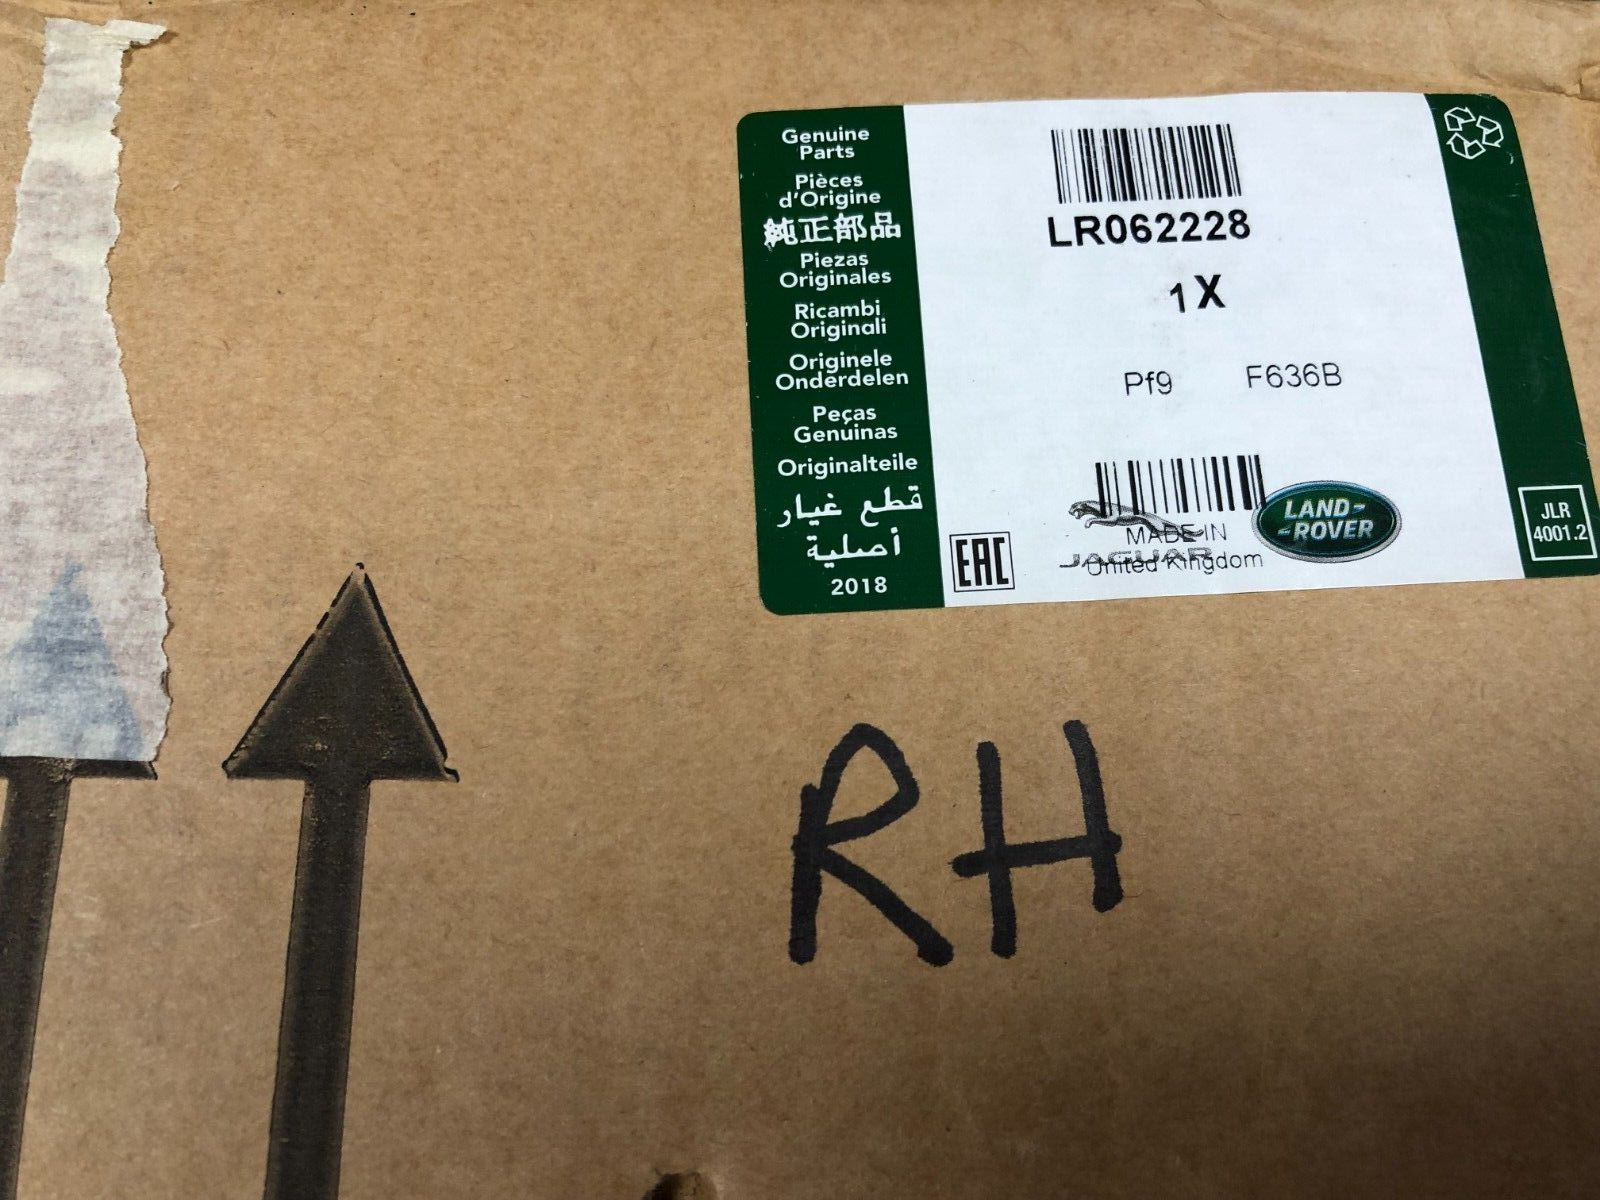 Genuine
Parts
Pièces
d'Origine
純正部品
Piezas
Originales
Ricambi
Originali
Originele
Onderdelen
Peças
Genuinas
Originalteile
قطع غيار
أصلية
2018
LR062228
1X
Pf9 F636B
MADE IN
United Kingdom
JAGUAR
LAND-
-ROVER
EAC
JLR
4001.2
RH